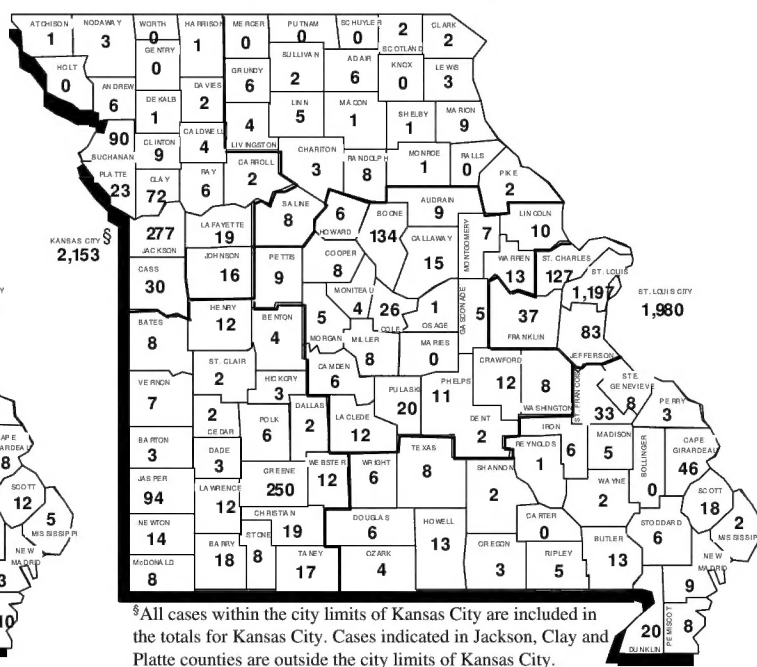 ATCHISON 1
NODAWAY 3
WORTH 0
HARRISON 1
MERCER 0
PUTNAM 0
SCHUYLER 0
2 SCOTLAND
CLARK 2
HOLT 0
GENTRY 0
SULLIVAN 2
ADAIR 6
KNOX 0
LEWIS 3
ANDREW 6
DE KALB 1
DAVIES 2
GRUNDY 6
LINN 5
MACON 1
SHELBY 1
MARION 9
90 BUCHANAN
CLINTON 9
CALDWELL 4
4 LIVINGSTON
CHARITON 3
RANDOLPH 8
MONROE 1
RALLS 0
PLATTE 23
CLAY 72
RAY 6
CARROLL 2
PIKE 2
KANSAS CITY §
2,153
277 JACKSON
LAFAYETTE 19
SALINE 8
6 HOWARD
BOONE 134
AUDRAIN 9
CALLAWAY 15
MONTGOMERY 7
LINCOLN 10
WARREN 13
ST. CHARLES 127
ST. LOUIS 1,197
ST. LOUIS CITY
1,980
CASS 30
JOHNSON 16
PETTIS 9
COOPER 8
MONITEAU 4
26 COLE
1 OSAGE
GASCONADE 5
37 FRANKLIN
83 JEFFERSON
BATES 8
HENRY 12
BENTON 4
5 MORGAN
MILLER 8
MARIES 0
CRAWFORD 12
8 WASHINGTON
ST. FRANCOIS 33
STE. GENEVIEVE 8
PERRY 3
VERNON 7
ST. CLAIR 2
HICKORY 3
CAMDEN 6
PULASKI 20
PHELPS 11
DENT 2
2 CEDAR
POLK 6
DALLAS 2
LACLEDE 12
TEXAS 8
IRON 6
REYNOLDS 1
MADISON 5
BOLLINGER 0
CAPE GIRARDEAU 46
BARTON 3
DADE 3
GREENE 250
WEBSTER 12
WRIGHT 6
SHANNON 2
WAYNE 2
SCOTT 18
2 MISSISSIPPI
JASPER 94
LAWRENCE 12
CHRISTIAN 19
DOUGLAS 6
HOWELL 13
CARTER 0
BUTLER 13
STODDARD 6
NEW MADRID 9
NEWTON 14
BARRY 18
STONE 8
TANEY 17
OZARK 4
OREGON 3
RIPLEY 5
McDONALD 8
20 DUNKLIN
PEMISCOT 8
8
SCOTT 12
5 MISSISSIPPI
NEW MADRID
§All cases within the city limits of Kansas City are included in
the totals for Kansas City. Cases indicated in Jackson, Clay and
Platte counties are outside the city limits of Kansas City.